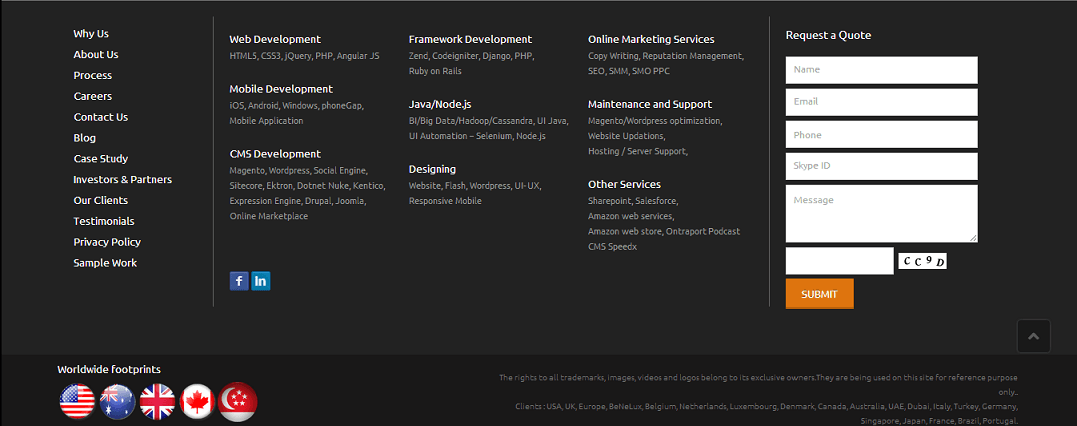 Why Us
About Us
Process
Careers
Contact Us
Blog
Case Study
Investors & Partners
Our Clients
Testimonials
Privacy Policy
Sample Work
Web Development
HTML5, CSS3, jQuery, PHP, Angular JS
Mobile Development
iOS, Android, Windows, phoneGap,
Mobile Application
CMS Development
Magento, Wordpress, Social Engine,
Sitecore, Ektron, Dotnet Nuke, Kentico,
Expression Engine, Drupal, Joomla,
Online Marketplace
f
in
Framework Development
Zend, Codeigniter, Django, PHP,
Ruby on Rails
Java/Node.js
BI/Big Data/Hadoop/Cassandra, UI Java,
UI Automation – Selenium, Node.js
Designing
Website, Flash, Wordpress, UI- UX,
Responsive Mobile
Online Marketing Services
Copy Writing, Reputation Management,
SEO, SMM, SMO PPC
Maintenance and Support
Magento/Wordpress optimization,
Website Updations,
Hosting / Server Support,
Other Services
Sharepoint, Salesforce,
Amazon web services,
Amazon web store, Ontraport Podcast
CMS Speedx
Request a Quote
Name
Email
Phone
Skype ID
Message
CC9D
SUBMIT
Worldwide footprints
The rights to all trademarks, images, videos and logos belong to its exclusive owners.They are being used on this site for reference purpose
only..
Clients : USA, UK, Europe, BeNeLux, Belgium, Netherlands, Luxembourg, Denmark, Canada, Australia, UAE, Dubai, Italy, Turkey, Germany,
Singapore, Japan, France, Brazil, Portugal.